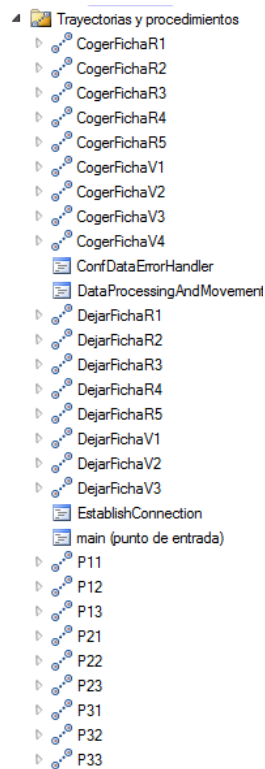 Trayectorias y procedimientos
CogerFichaR1
CogerFichaR2
CogerFichaR3
CogerFichaR4
CogerFichaR5
CogerFichaV1
CogerFichaV2
CogerFichaV3
CogerFichaV4
ConfDataErrorHandler
DataProcessingAndMovement
DejarFichaR1
DejarFichaR2
DejarFichaR3
DejarFichaR4
DejarFichaR5
DejarFichaV1
DejarFichaV2
DejarFichaV3
EstablishConnection
main (punto de entrada)
P11
P12
P13
P21
P22
P23
P31
P32
P33